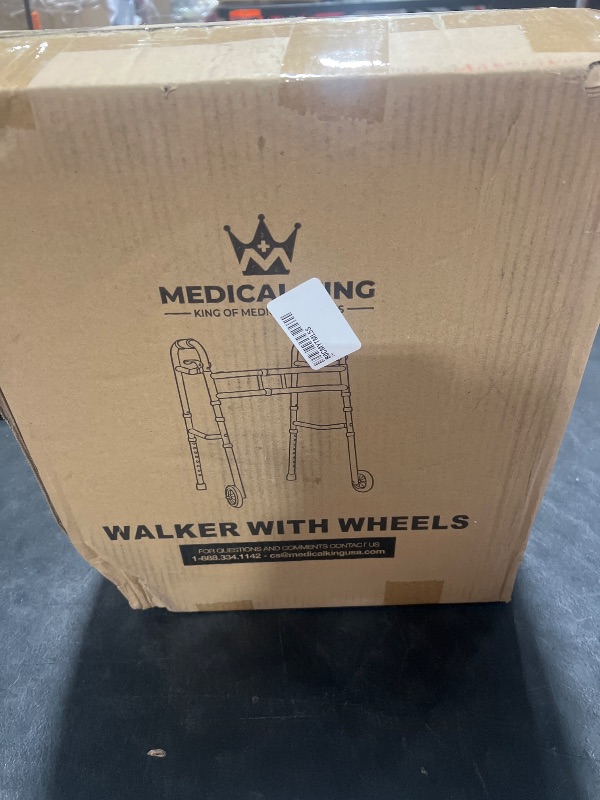 MEDICAL KING
KING OF MEDIC
WALKER WITH WHEELS
FOR QUESTIONS AND COMMENTS CONTACT US
1-888.334.1142 - cs@medicalkingusa.com